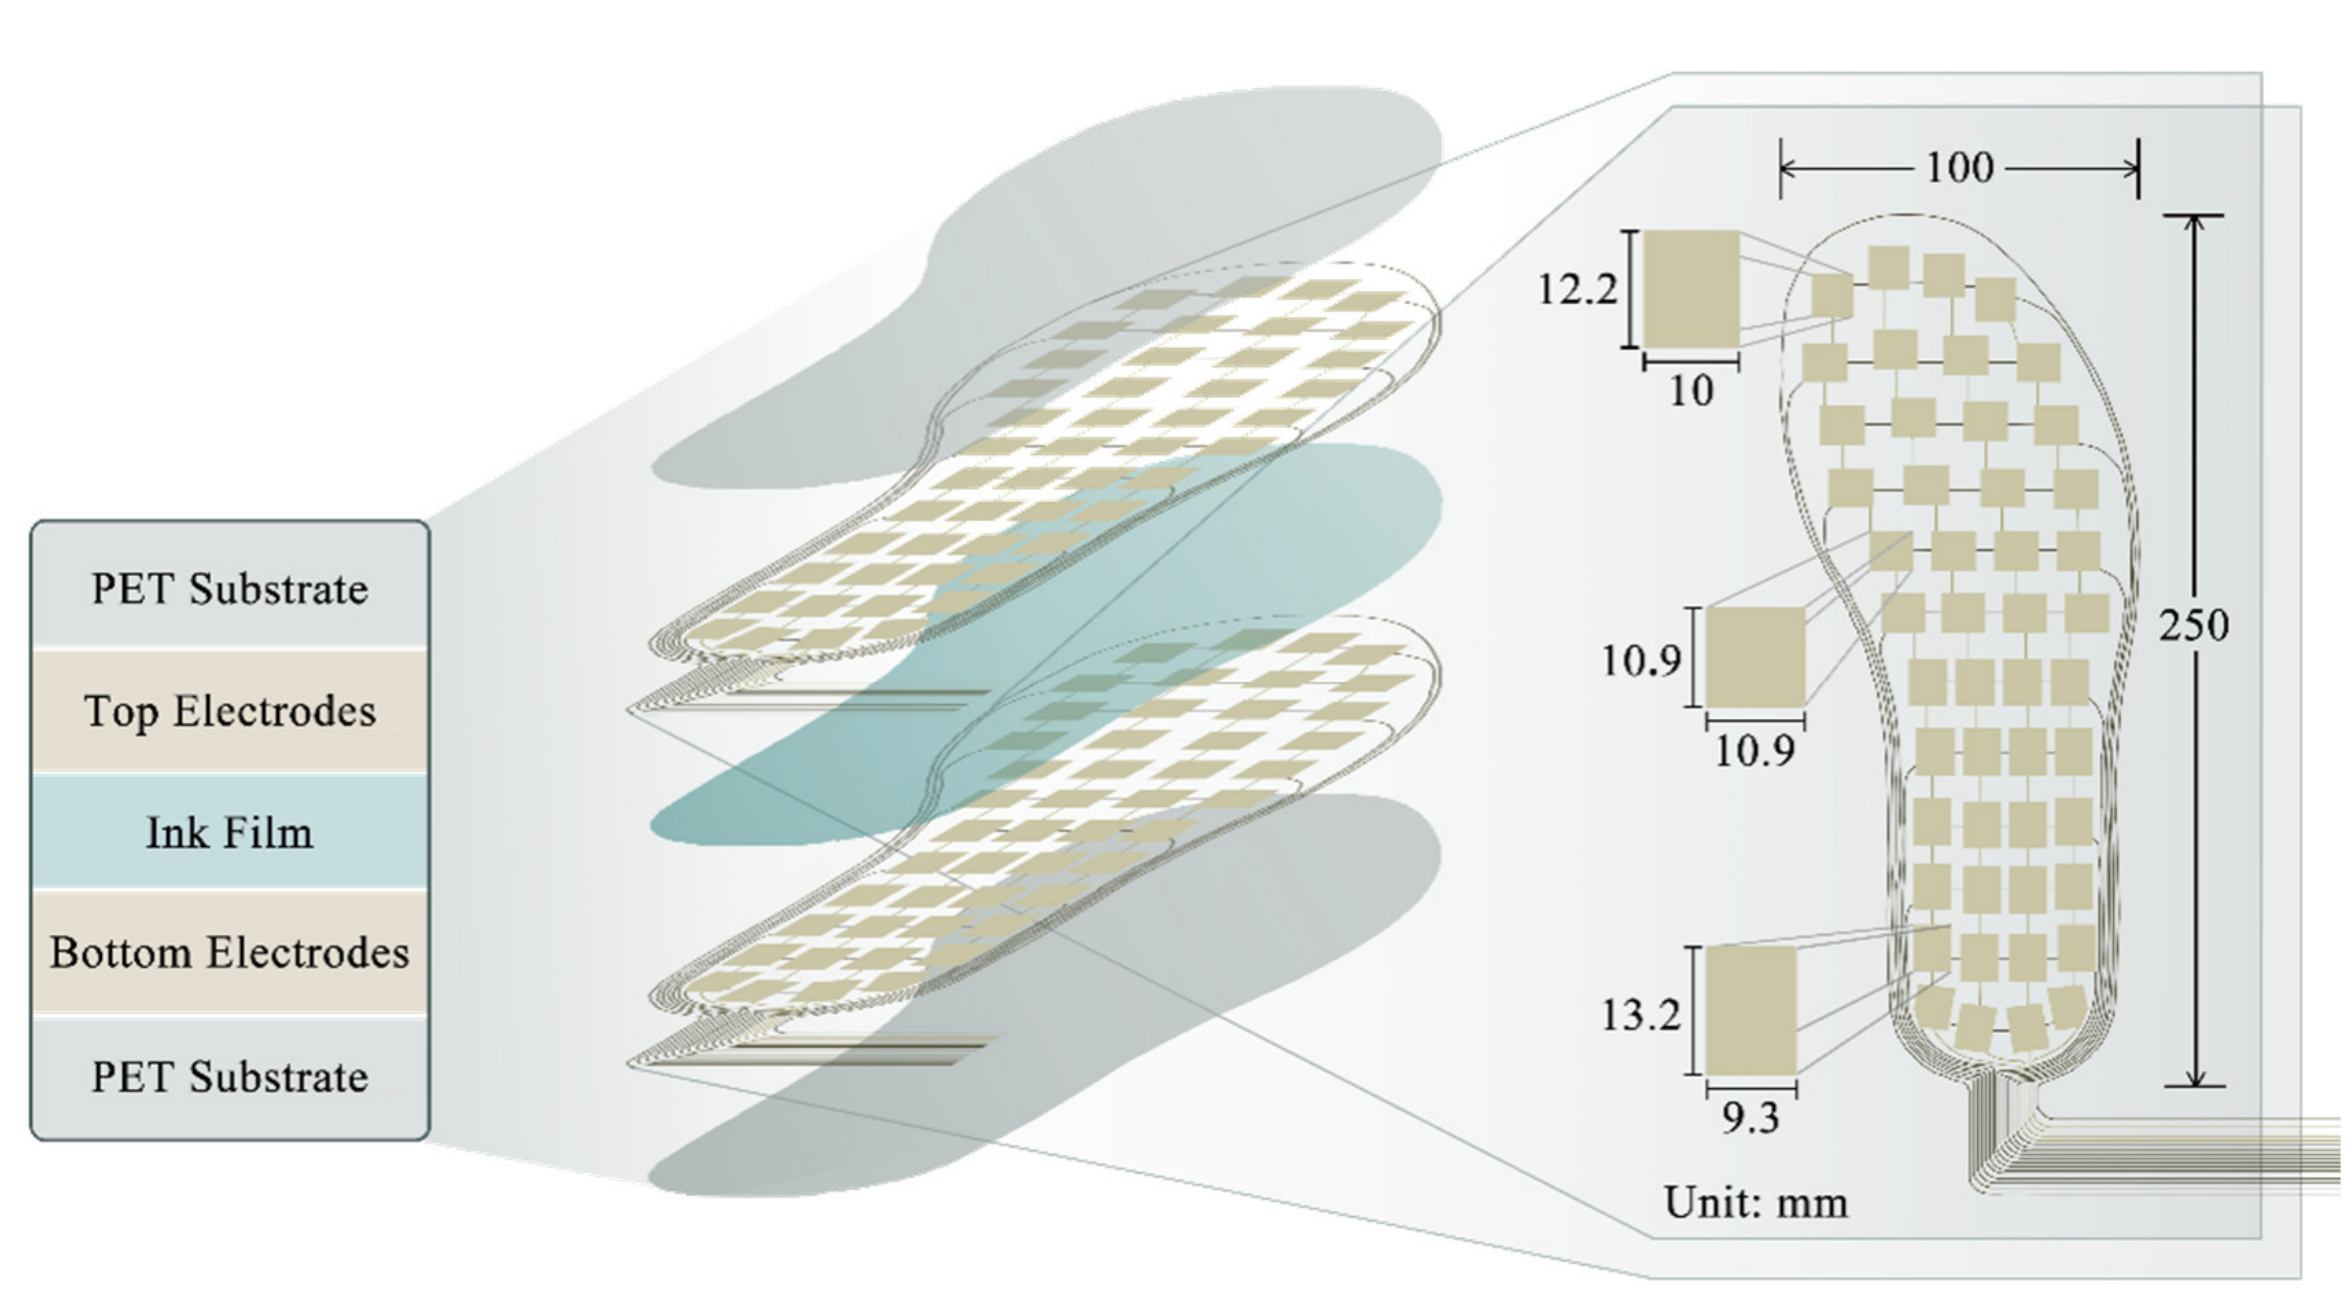 PET Substrate
Top Electrodes
Ink Film
Bottom Electrodes
PET Substrate
100
12.2
10
250
10.9
10.9
13.2
9.3
Unit: mm